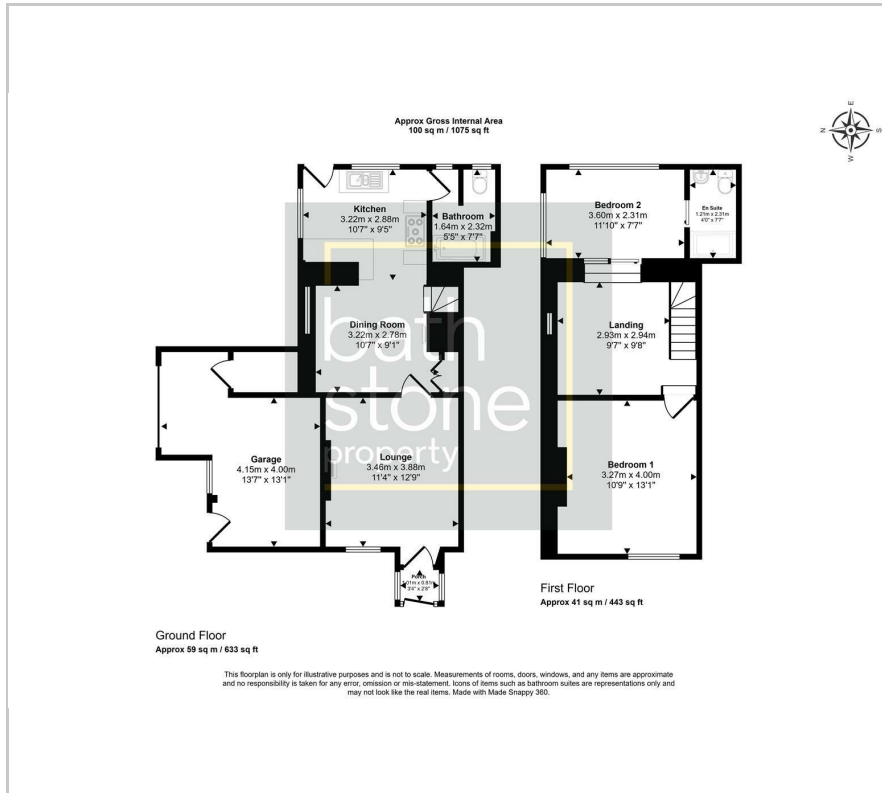 Approx Gross Internal Area
100 sq m / 1075 sq ft
N
E
S
W
Kitchen
3.22m x 2.88m
10'7" x 9'5"
Bathroom
1.64m x 2.32m
5'5" x 7'7"
Dining Room
3.22m x 2.78m
10'7" x 9'1"
Garage
4.15m x 4.00m
13'7" x 13'1"
Lounge
3.46m x 3.88m
11'4" x 12'9"
Porch
1.01m x 0.81m
3'4" x 2'8"
Ground Floor
Approx 59 sq m / 633 sq ft
Bedroom 2
3.60m x 2.31m
11'10" x 7'7"
En Suite
1.21m x 2.31m
4'0" x 7'7"
Landing
2.93m x 2.94m
9'7" x 9'8"
Bedroom 1
3.27m x 4.00m
10'9" x 13'1"
First Floor
Approx 41 sq m / 443 sq ft
bath
stone
property
This floorplan is only for illustrative purposes and is not to scale. Measurements of rooms, doors, windows, and any items are approximate
and no responsibility is taken for any error, omission or mis-statement. Icons of items such as bathroom suites are representations only and
may not look like the real items. Made with Made Snappy 360.